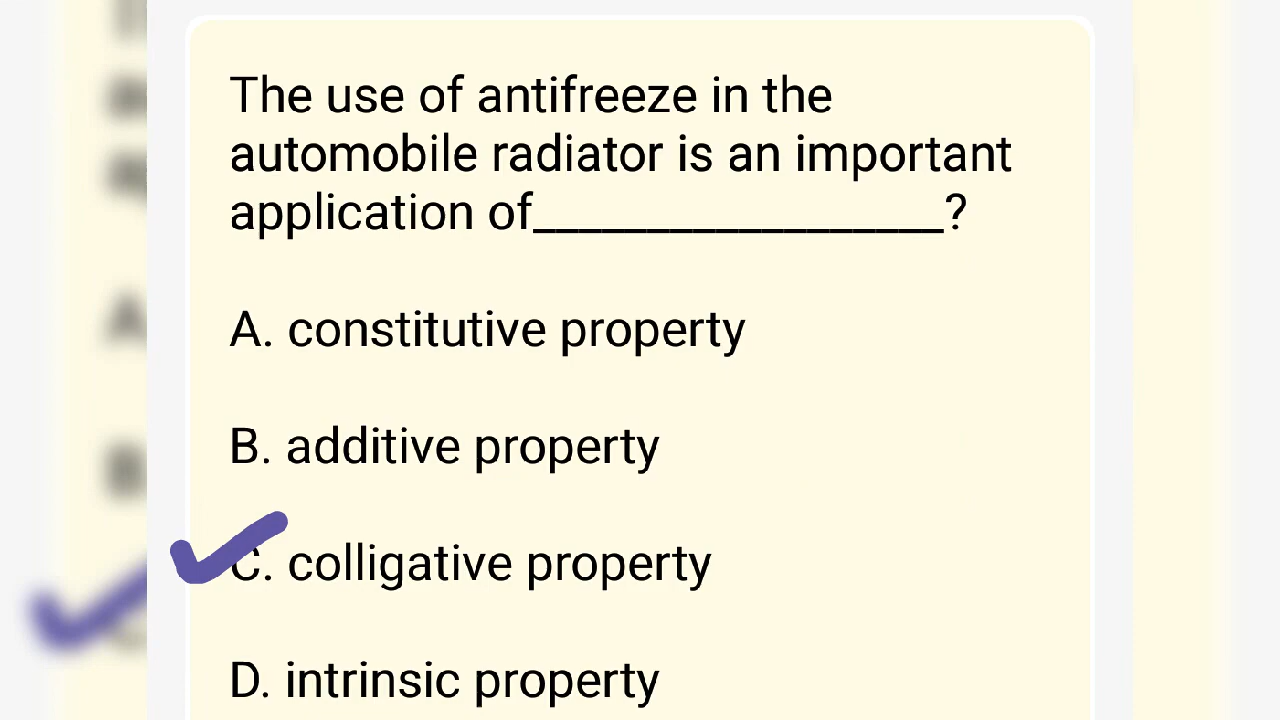 The use of antifreeze in the
automobile radiator is an important
application of_________________?
A. constitutive property
B. additive property
C. colligative property
D. intrinsic property